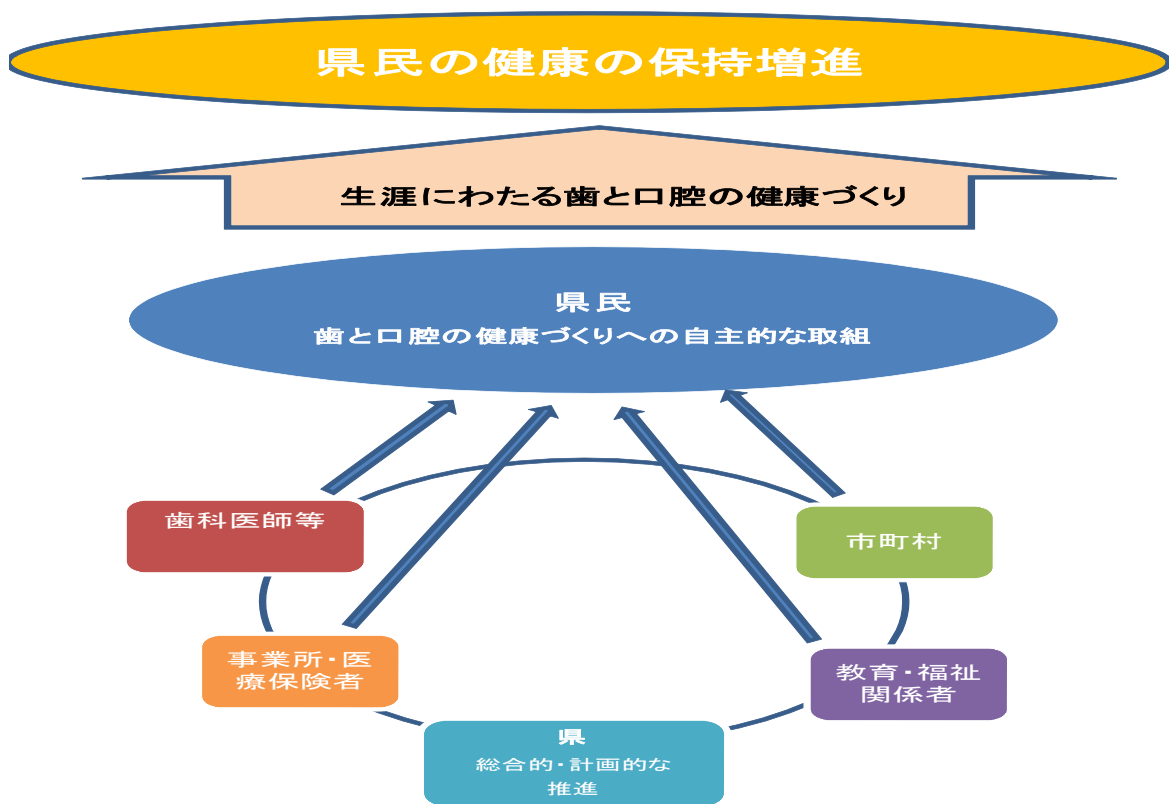 県民の健康の保持増進
生涯にわたる歯と口腔の健康づくり
県民
歯と口腔の健康づくりへの自主的な取組
歯科医師等
市町村
事業所・医
療保険者
教育・福祉
関係者
県
総合的・計画的な
推進